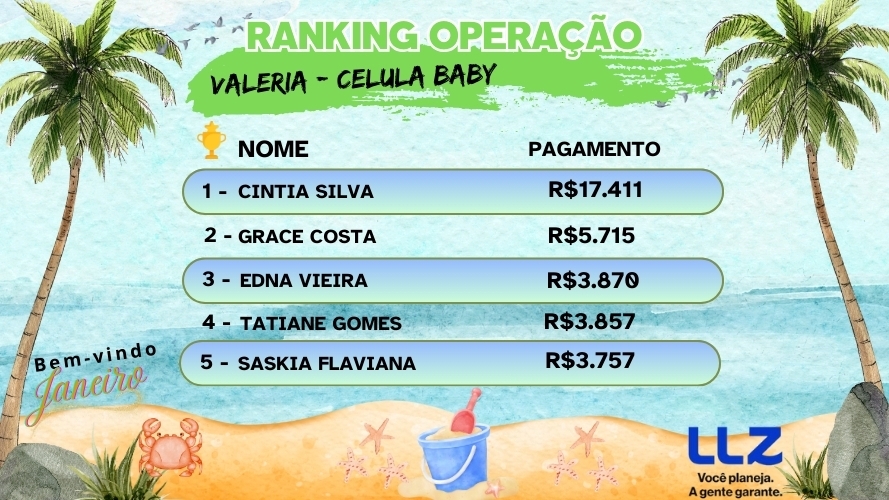 RANKING OPERAÇÃO
VALERIA - CELULA BABY
NOME PAGAMENTO
1 - CINTIA SILVA R$17.411
2 - GRACE COSTA R$5.715
3 - EDNA VIEIRA R$3.870
4 - TATIANE GOMES R$3.857
5 - SASKIA FLAVIANA R$3.757
Bem-vindo
Janeiro
LLZ
Você planeja.
A gente garante.